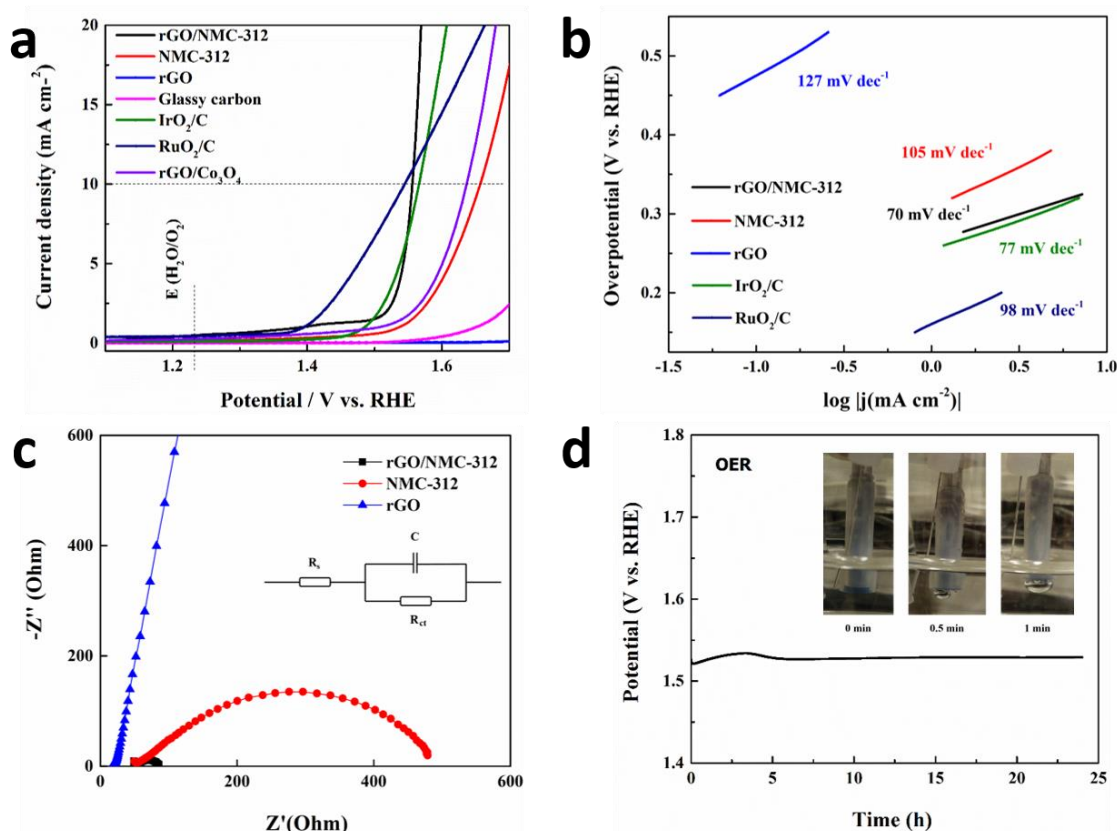 a
20
15
10
5
0
Current density (mA cm-²)
rGO/NMC-312
NMC-312
rGO
Glassy carbon
IrO₂/C
RuO₂/C
rGO/Co₃O₄
E (H₂O/O₂)
1.2
1.4
1.6
Potential / V vs. RHE
b
0.5
0.4
0.3
0.2
Overpotential (V vs. RHE)
127 mV dec⁻¹
105 mV dec⁻¹
70 mV dec⁻¹
77 mV dec⁻¹
98 mV dec⁻¹
rGO/NMC-312
NMC-312
rGO
IrO₂/C
RuO₂/C
-1.5
-1.0
-0.5
0.0
0.5
1.0
log |j(mA cm⁻²)|
c
600
400
200
0
-Z'' (Ohm)
rGO/NMC-312
NMC-312
rGO
C
Rₛ
R_ct
0
200
400
600
Z'(Ohm)
d
1.8
1.7
1.6
1.5
1.4
Potential (V vs. RHE)
OER
0 min
0.5 min
1 min
0
5
10
15
20
25
Time (h)